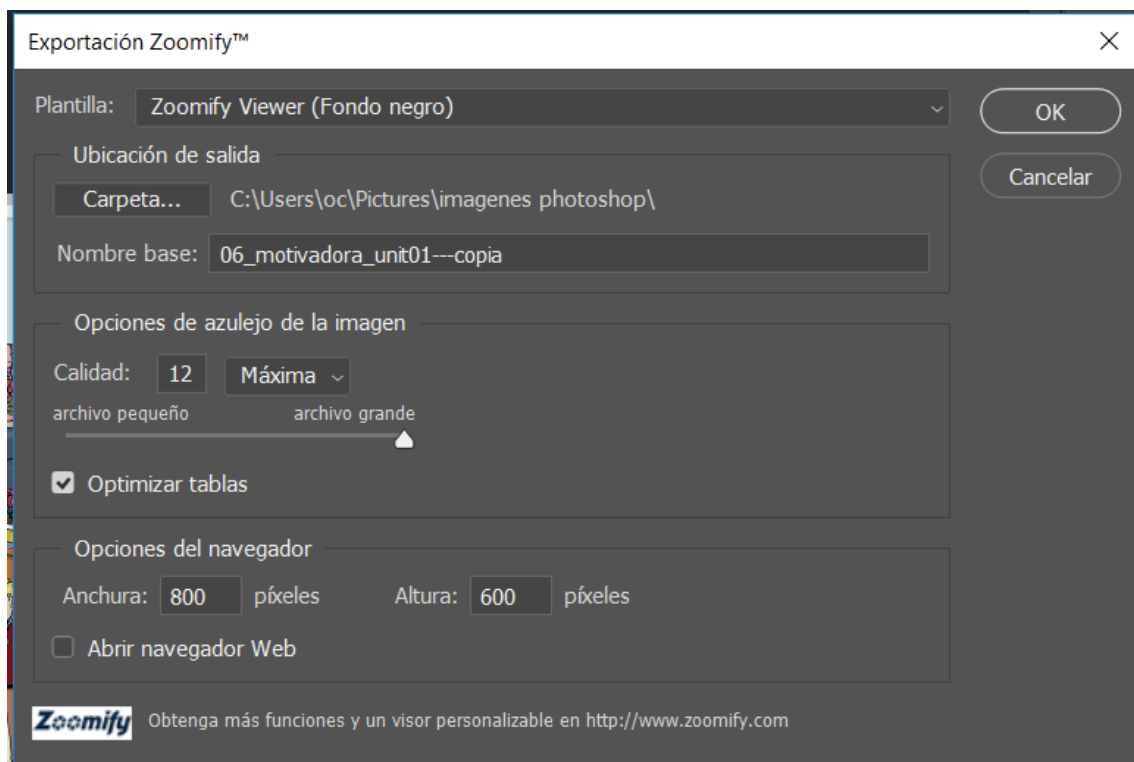 Exportación Zoomify™
Plantilla: Zoomify Viewer (Fondo negro)
OK
Cancelar
Ubicación de salida
Carpeta... C:\Users\oc\Pictures\imagenes photoshop\
Nombre base: 06_motivadora_unit01---copia
Opciones de azulejo de la imagen
Calidad: 12 Máxima
archivo pequeño archivo grande
Optimizar tablas
Opciones del navegador
Anchura: 800 píxeles Altura: 600 píxeles
Abrir navegador Web
Zoomify Obtenga más funciones y un visor personalizable en http://www.zoomify.com